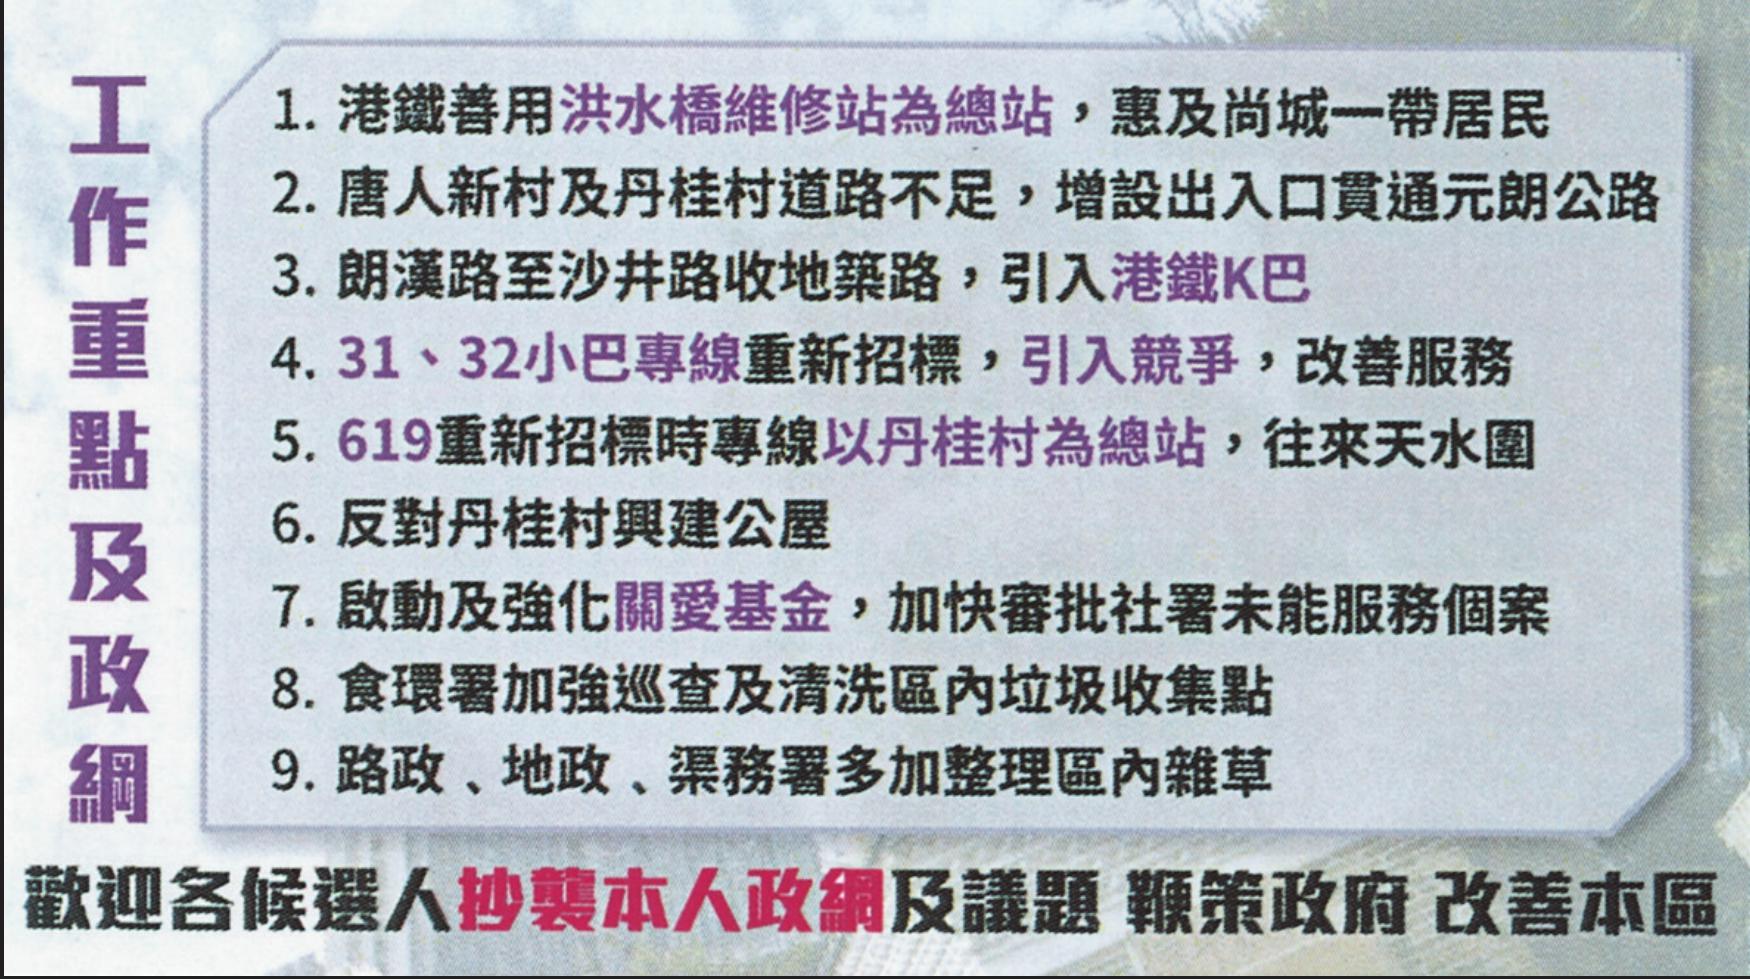 工作重點及政綱
1. 港鐵善用洪水橋維修站為總站，惠及尚城一帶居民
2. 唐人新村及丹桂村道路不足，增設出入口貫通元朗公路
3. 朗漢路至沙井路收地築路，引入港鐵K巴
4. 31、32小巴專線重新招標，引入競爭，改善服務
5. 619重新招標時專線以丹桂村為總站，往來天水圍
6. 反對丹桂村興建公屋
7. 啟動及強化關愛基金，加快審批社署未能服務個案
8. 食環署加強巡查及清洗區內垃圾收集點
9. 路政、地政、渠務署多加整理區內雜草
歡迎各候選人抄襲本人政綱及議題 鞭策政府 改善本區